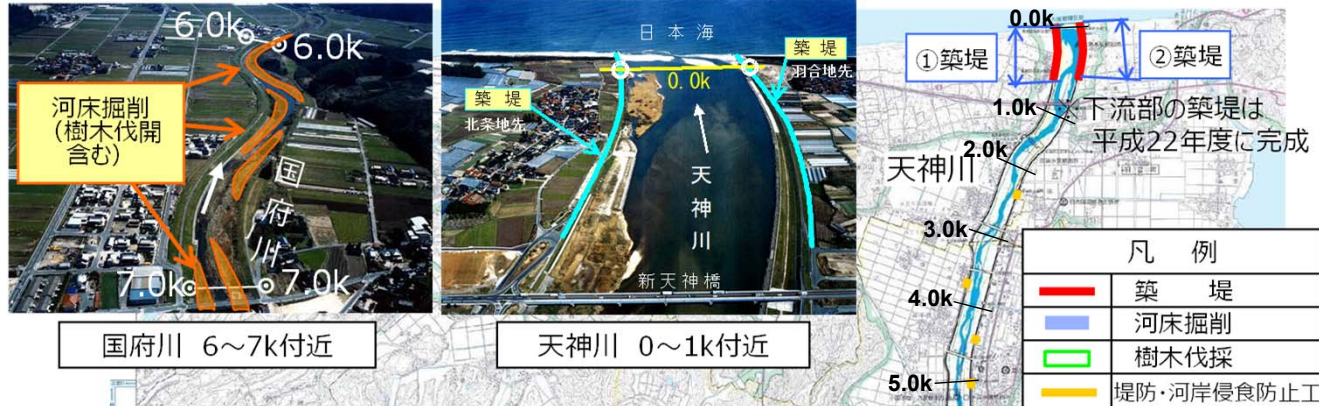 6.0k
6.0k
河床掘削
(樹木伐開
含む)
国府川
7.0k
7.0k
国府川 6～7k付近
日本海
築 堤
羽合地先
0.0k
築 堤
北条地先
天神川
新天神橋
天神川 0～1k付近
0.0k
①築堤
②築堤
1.0k
※下流部の築堤は
平成22年度に完成
天神川
2.0k
3.0k
4.0k
5.0k
凡 例
築 堤
河床掘削
樹木伐採
堤防・河岸侵食防止工